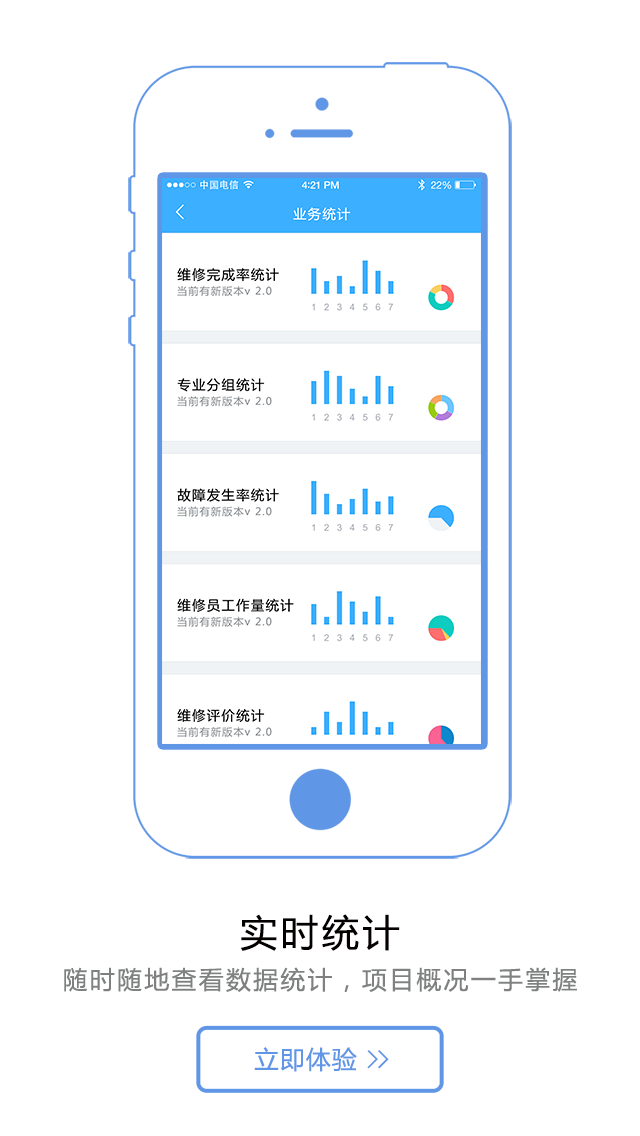 中国电信 4:21 PM 22%
业务统计
维修完成率统计
当前有新版本v 2.0
1 2 3 4 5 6 7
专业分组统计
当前有新版本v 2.0
1 2 3 4 5 6 7
故障发生率统计
当前有新版本v 2.0
1 2 3 4 5 6 7
维修员工作量统计
当前有新版本v 2.0
1 2 3 4 5 6 7
维修评价统计
当前有新版本v 2.0
实时统计
随时随地查看数据统计，项目概况一手掌握
立即体验